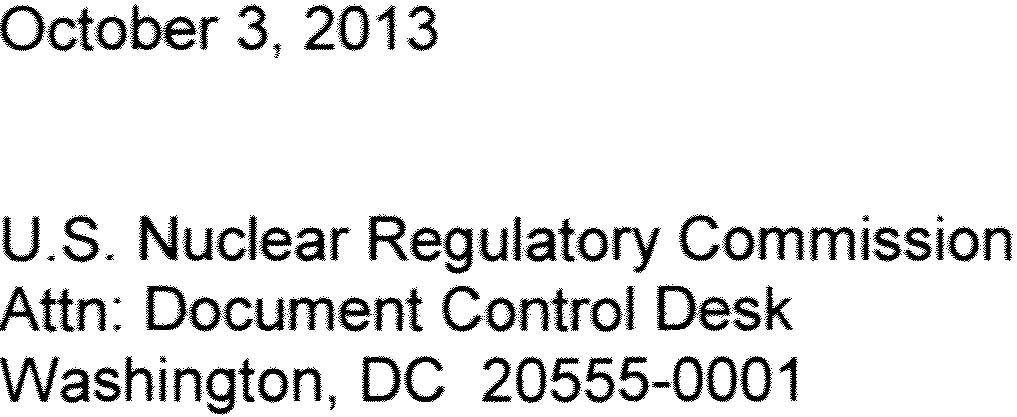 October 3, 2013
U.S. Nuclear Regulatory Commission
Attn: Document Control Desk
Washington, DC  20555-0001